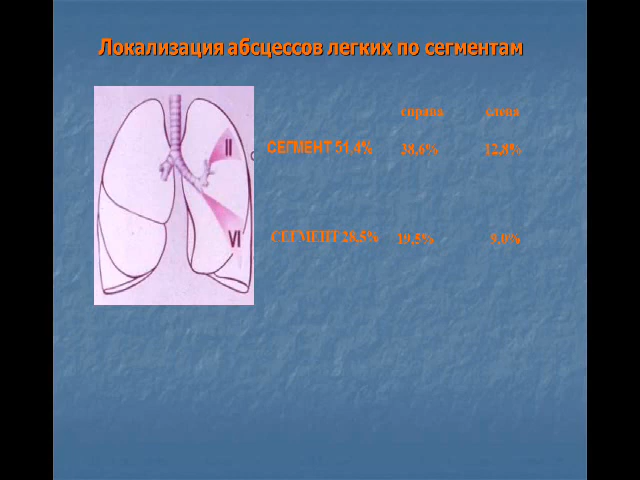 Локализация абсцессов легких по сегментам
справа слева
II СЕГМЕНТ 51,4% 38,6% 12,8%
VI СЕГМЕНТ 28,5% 19,5% 9,0%